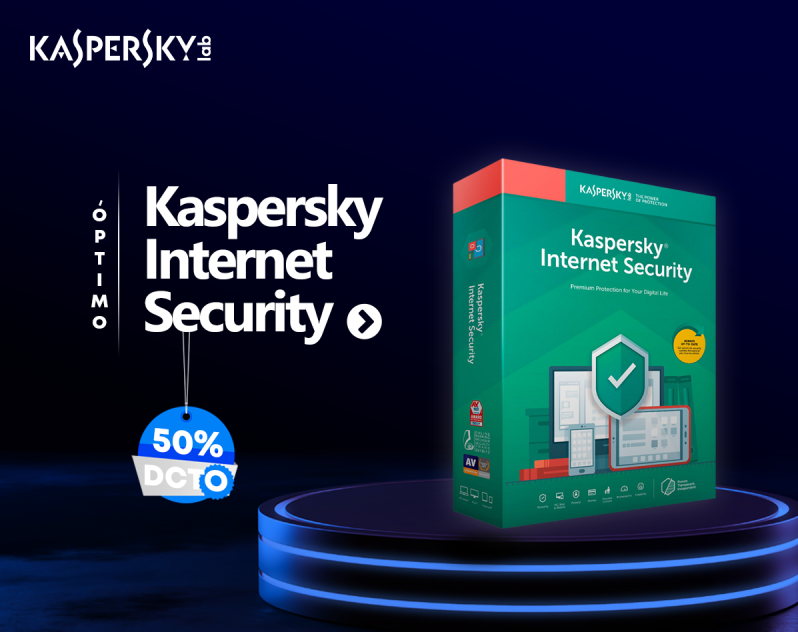 KASPERSKY lab
ÓPTIMO
Kaspersky
Internet
Security
50%
DCTO
KASPERSKY lab
THE POWER
OF PROTECTION
Kaspersky®
Internet Security
Premium Protection for Your Digital Life
Kaspersky
Internet Security
AV